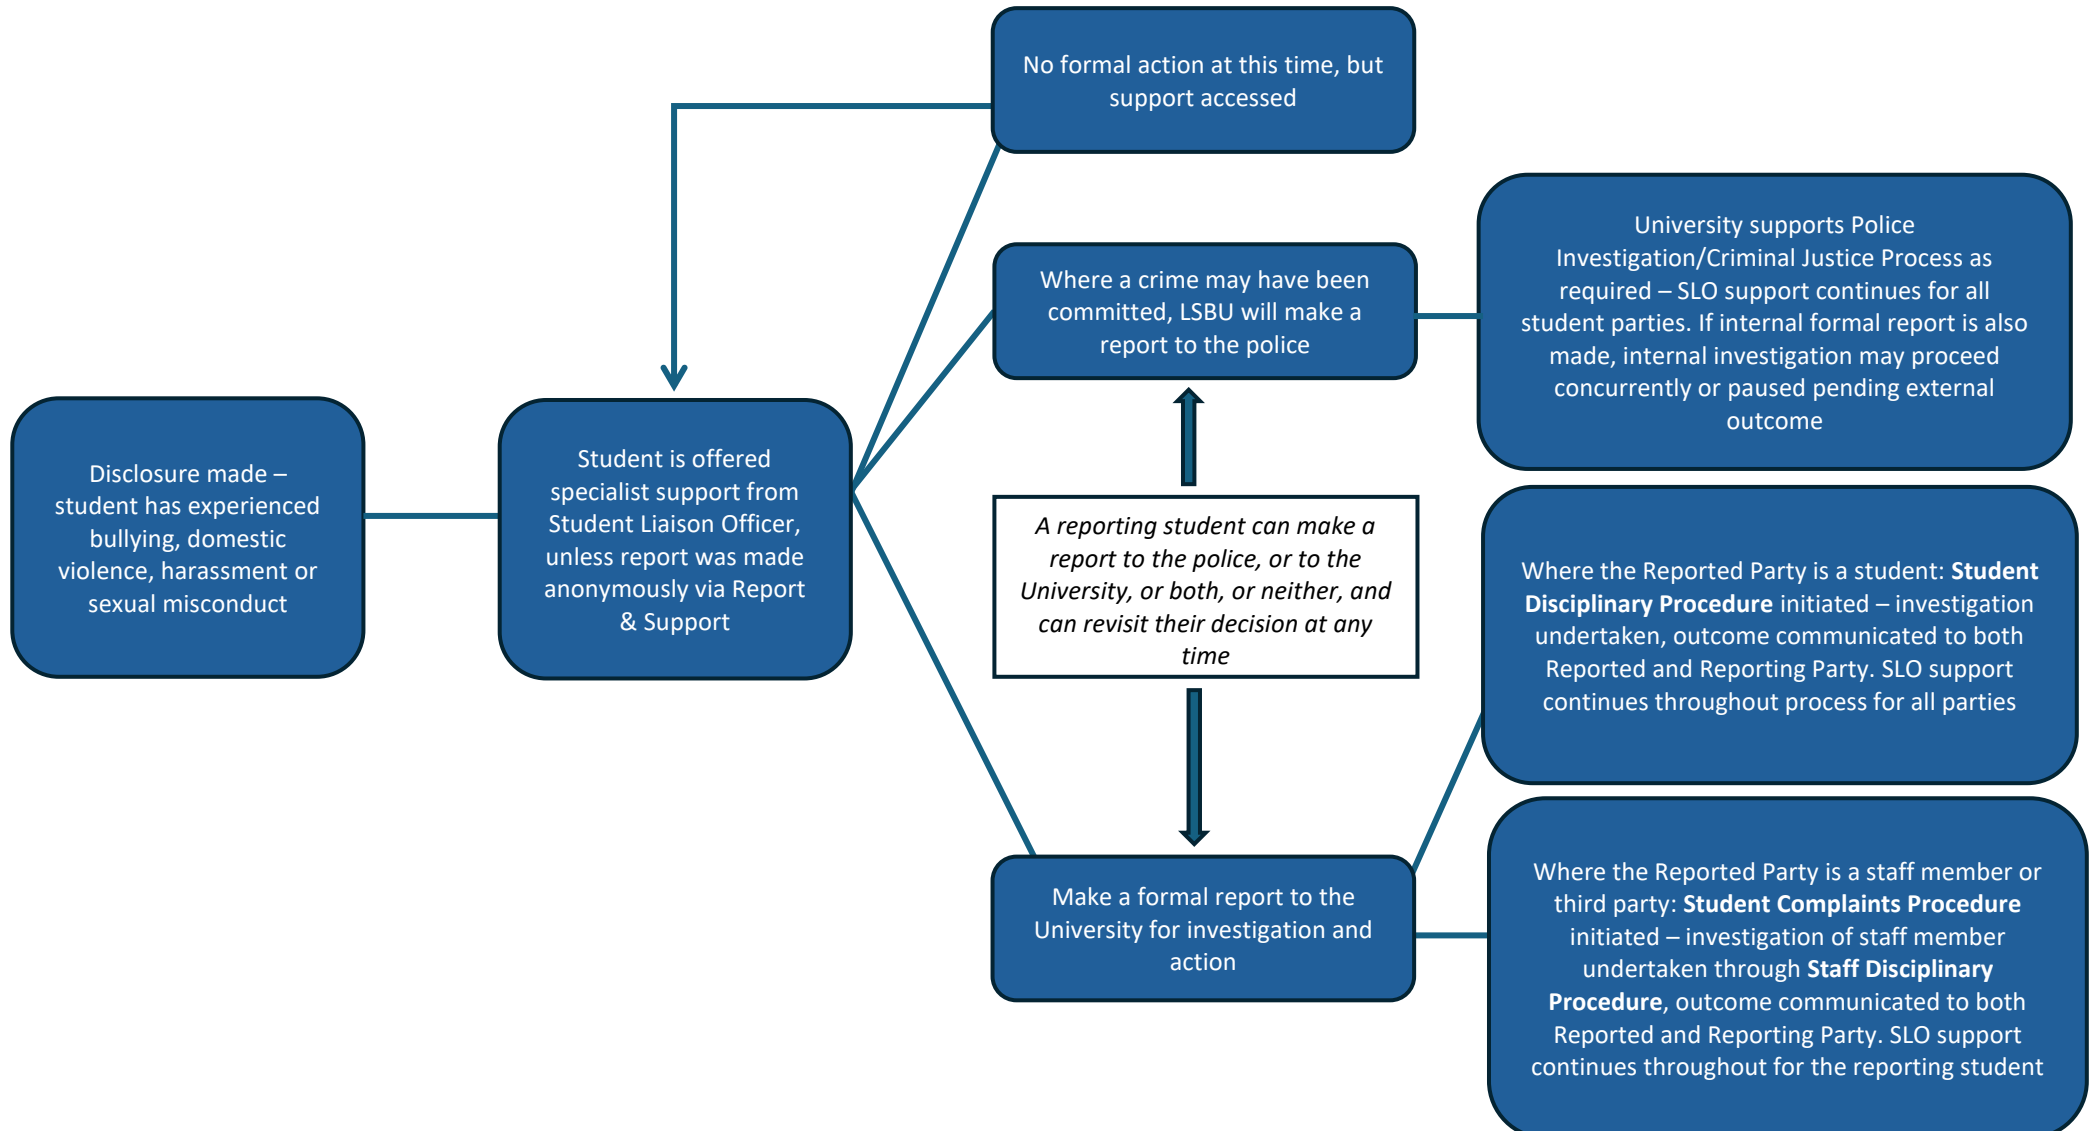 No formal action at this time, but
support accessed
Disclosure made –
student has experienced
bullying, domestic
violence, harassment or
sexual misconduct
Student is offered
specialist support from
Student Liaison Officer,
unless report was made
anonymously via Report
& Support
Where a crime may have been
committed, LSBU will make a
report to the police
A reporting student can make a
report to the police, or to the
University, or both, or neither, and
can revisit their decision at any
time
Make a formal report to the
University for investigation and
action
University supports Police
Investigation/Criminal Justice Process as
required – SLO support continues for all
student parties. If internal formal report is also
made, internal investigation may proceed
concurrently or paused pending external
outcome
Where the Reported Party is a student: Student
Disciplinary Procedure initiated – investigation
undertaken, outcome communicated to both
Reported and Reporting Party. SLO support
continues throughout process for all parties
Where the Reported Party is a staff member or
third party: Student Complaints Procedure
initiated – investigation of staff member
undertaken through Staff Disciplinary
Procedure, outcome communicated to both
Reported and Reporting Party. SLO support
continues throughout for the reporting student